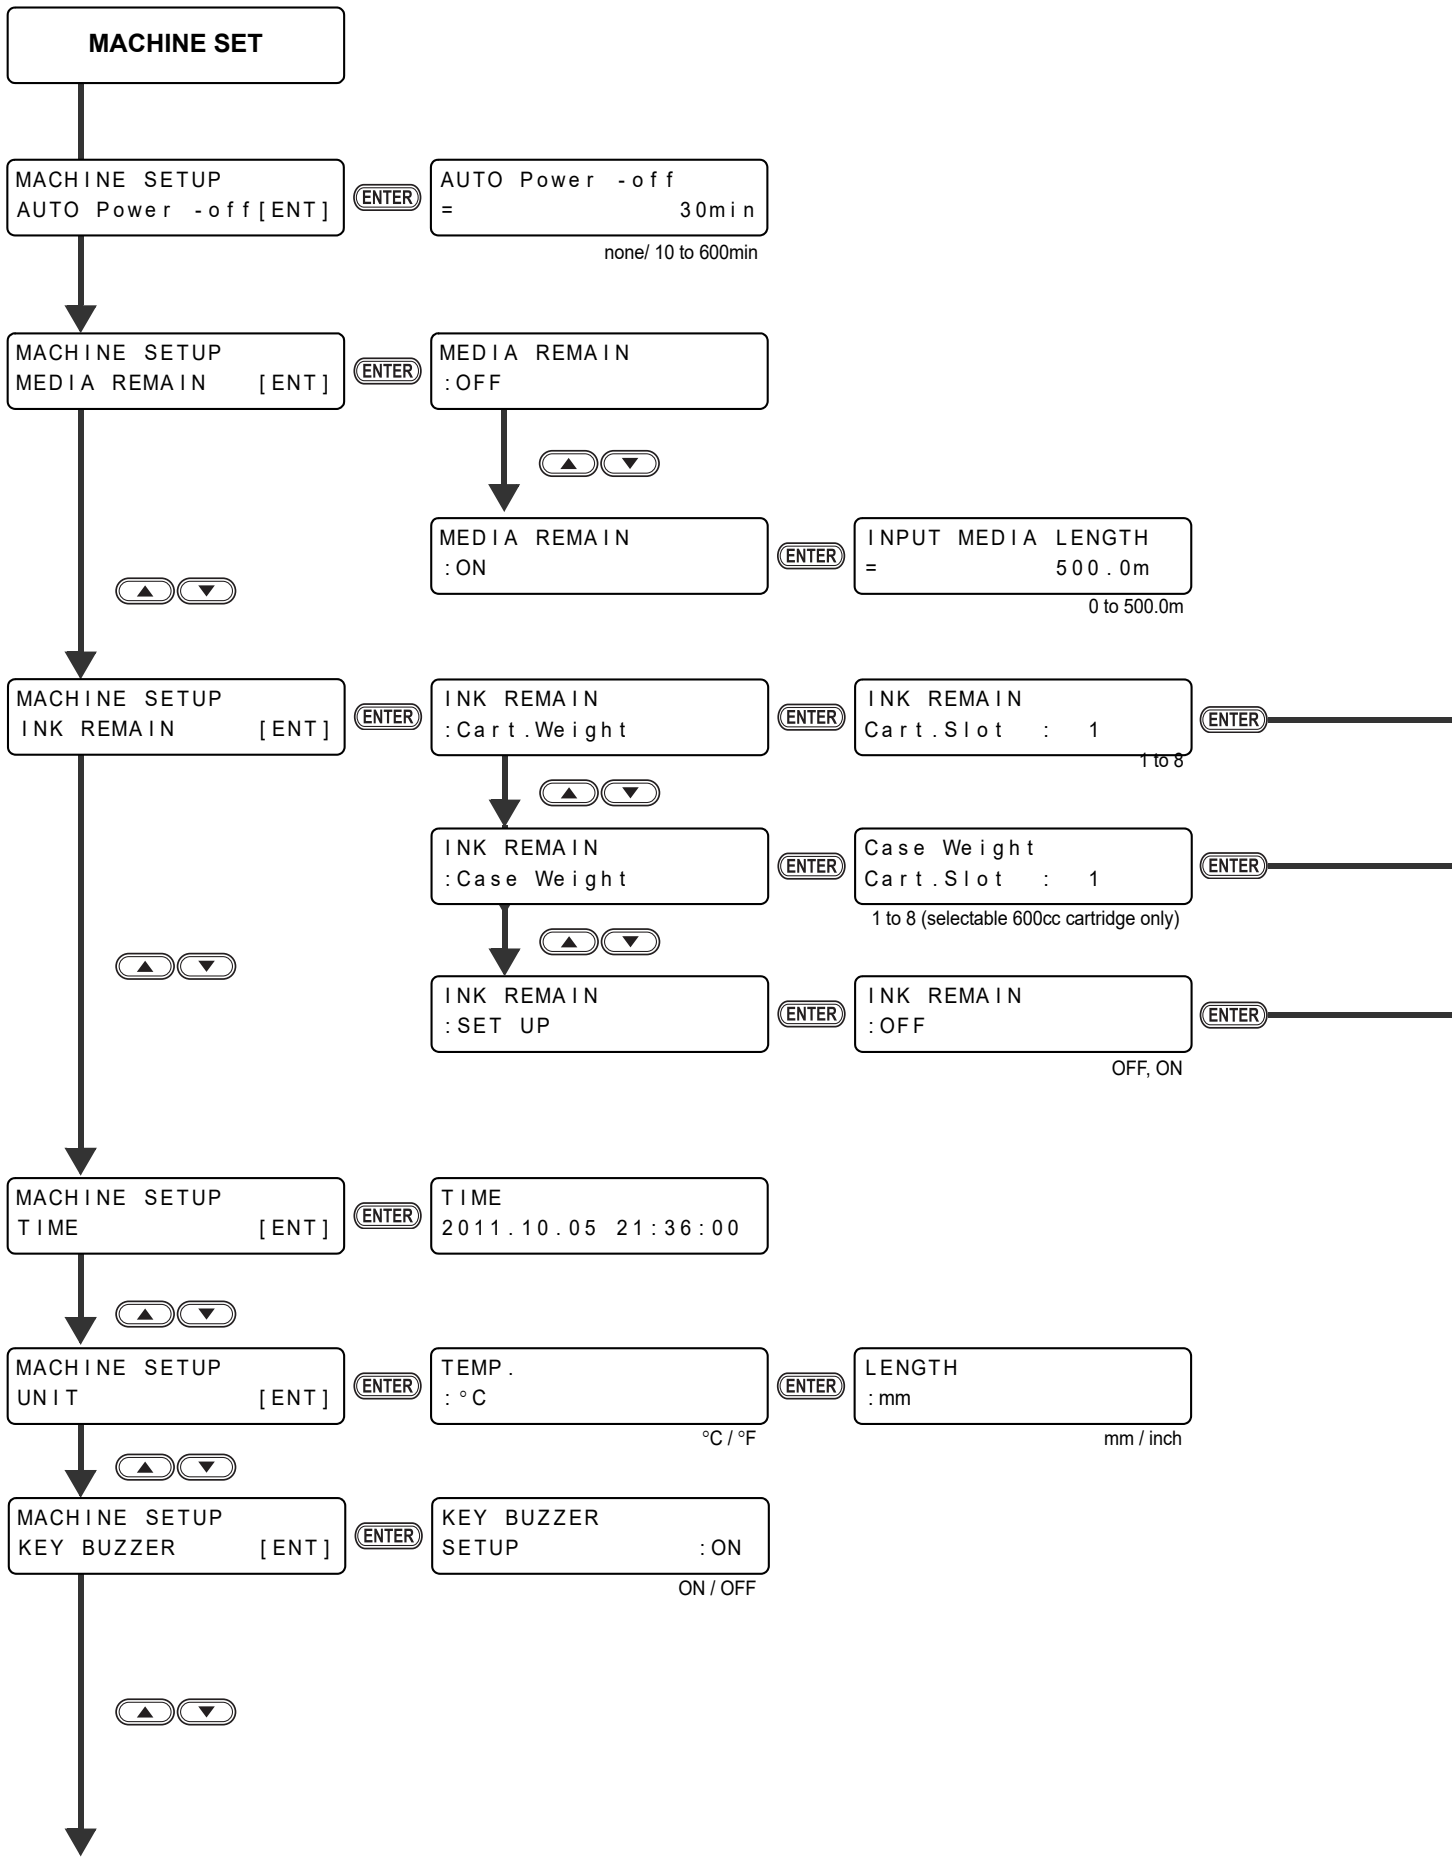 MACHINE SET
MACHINE SETUP
AUTO Power -off[ENT]
ENTER
AUTO Power -off
= 30min
none/ 10 to 600min
MACHINE SETUP
MEDIA REMAIN [ENT]
ENTER
MEDIA REMAIN
:OFF
MEDIA REMAIN
:ON
ENTER
INPUT MEDIA LENGTH
= 500.0m
0 to 500.0m
MACHINE SETUP
INK REMAIN [ENT]
ENTER
INK REMAIN
:Cart.Weight
ENTER
INK REMAIN
Cart.Slot : 1
1 to 8
ENTER
INK REMAIN
:Case Weight
ENTER
Case Weight
Cart.Slot : 1
1 to 8 (selectable 600cc cartridge only)
ENTER
INK REMAIN
:SET UP
ENTER
INK REMAIN
:OFF
OFF, ON
ENTER
MACHINE SETUP
TIME [ENT]
ENTER
TIME
2011.10.05 21:36:00
MACHINE SETUP
UNIT [ENT]
ENTER
TEMP.
:°C
°C / °F
ENTER
LENGTH
:mm
mm / inch
MACHINE SETUP
KEY BUZZER [ENT]
ENTER
KEY BUZZER
SETUP :ON
ON / OFF